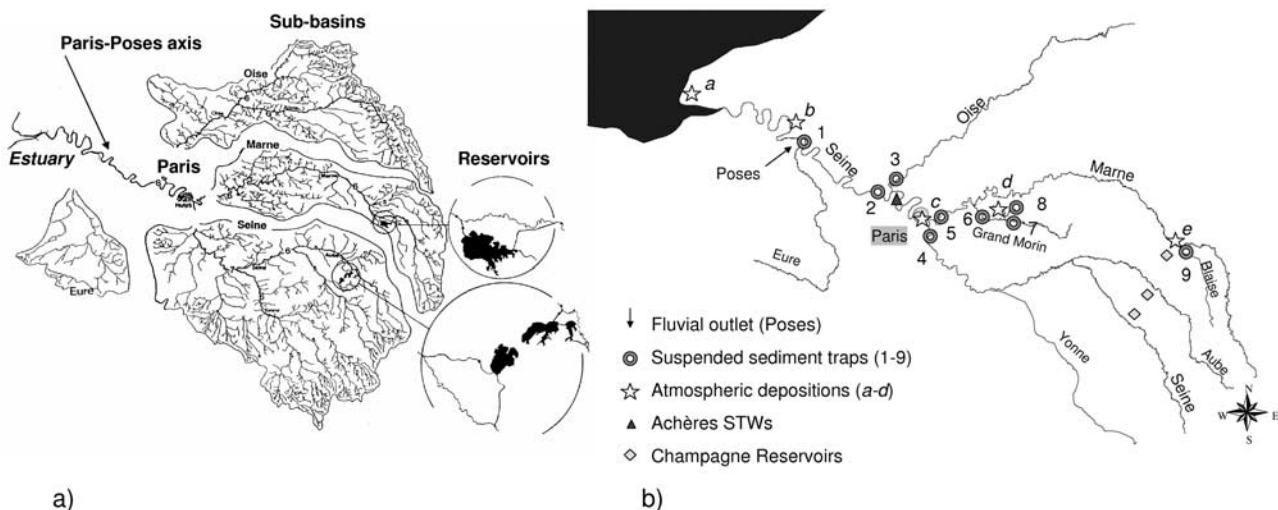 Sub-basins
Paris-Poses axis
Oise
Estuary
Paris
Marne
Reservoirs
Seine
Eure
a)
a
b
1
Seine
Poses
Oise
3
2
c
d
Marne
8
6
7
Grand Morin
Paris
5
4
e
9
Blaise
Eure
Yonne
Aube
Seine
N
W E
S
Fluvial outlet (Poses)
Suspended sediment traps (1-9)
Atmospheric depositions (a-d)
Achères STWs
Champagne Reservoirs
b)